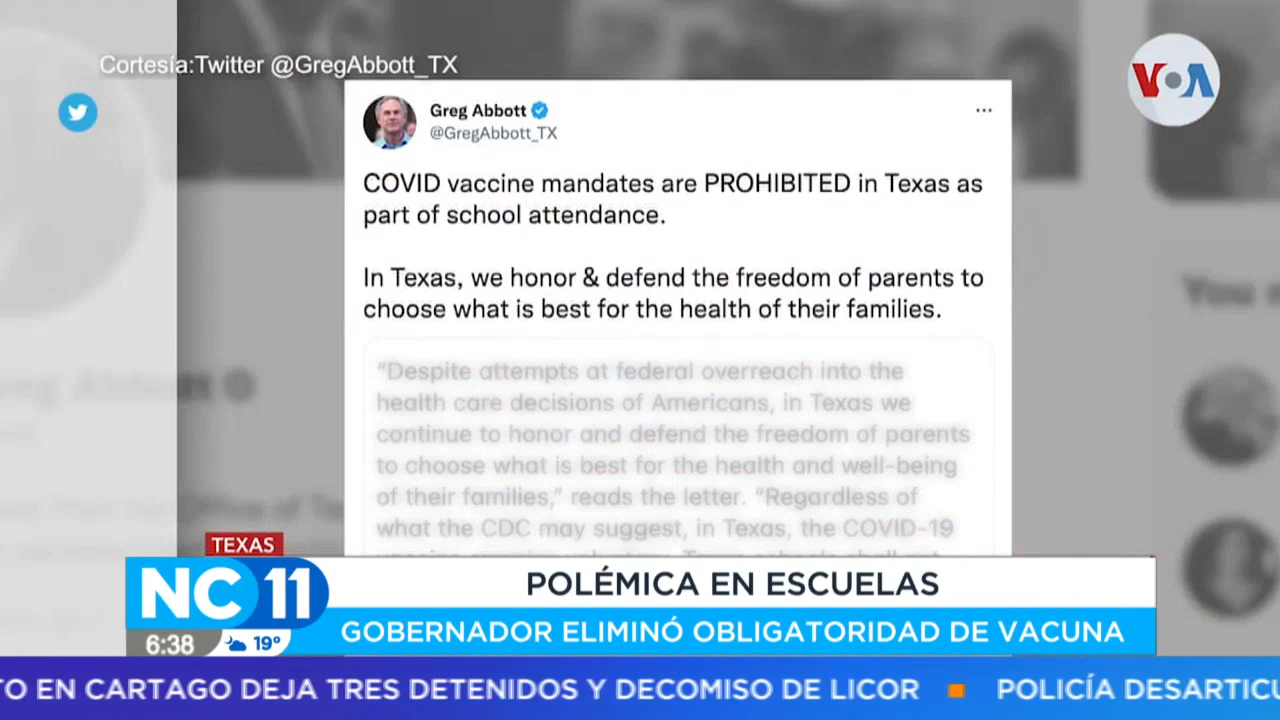 Cortesía:Twitter @GregAbbott_TX
VOA
Greg Abbott
@GregAbbott_TX
COVID vaccine mandates are PROHIBITED in Texas as
part of school attendance.
In Texas, we honor & defend the freedom of parents to
choose what is best for the health of their families.
"Despite attempts at federal overreach into the
health care decisions of Americans, in Texas we
continue to honor and defend the freedom of parents
to choose what is best for the health and well-being
of their families," reads the letter. "Regardless of
what the CDC may suggest, in Texas, the COVID-19
TEXAS
NC 11
POLÉMICA EN ESCUELAS
GOBERNADOR ELIMINÓ OBLIGATORIDAD DE VACUNA
6:38
19°
TO EN CARTAGO DEJA TRES DETENIDOS Y DECOMISO DE LICOR
POLICÍA DESARTICU